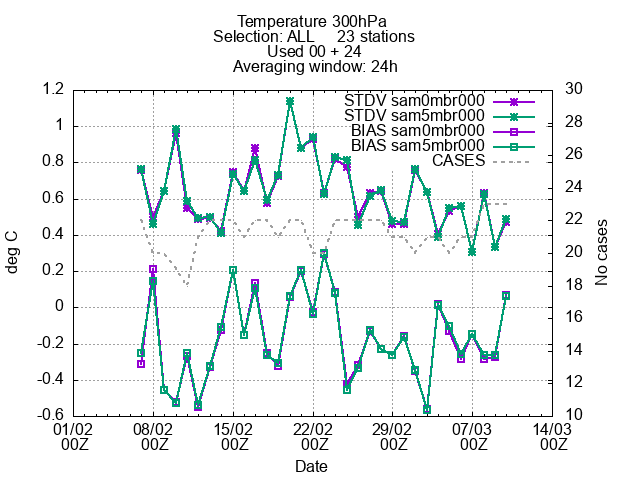 Temperature 300hPa
Selection: ALL 23 stations
Used 00 + 24
Averaging window: 24h
STDV sam0mbr000
STDV sam5mbr000
BIAS sam0mbr000
BIAS sam5mbr000
CASES
deg C
1.2
1
0.8
0.6
0.4
0.2
0
-0.2
-0.4
-0.6
No cases
30
28
26
24
22
20
18
16
14
12
10
01/02 08/02 15/02 22/02 29/02 07/03 14/03
00Z 00Z 00Z 00Z 00Z 00Z 00Z
Date